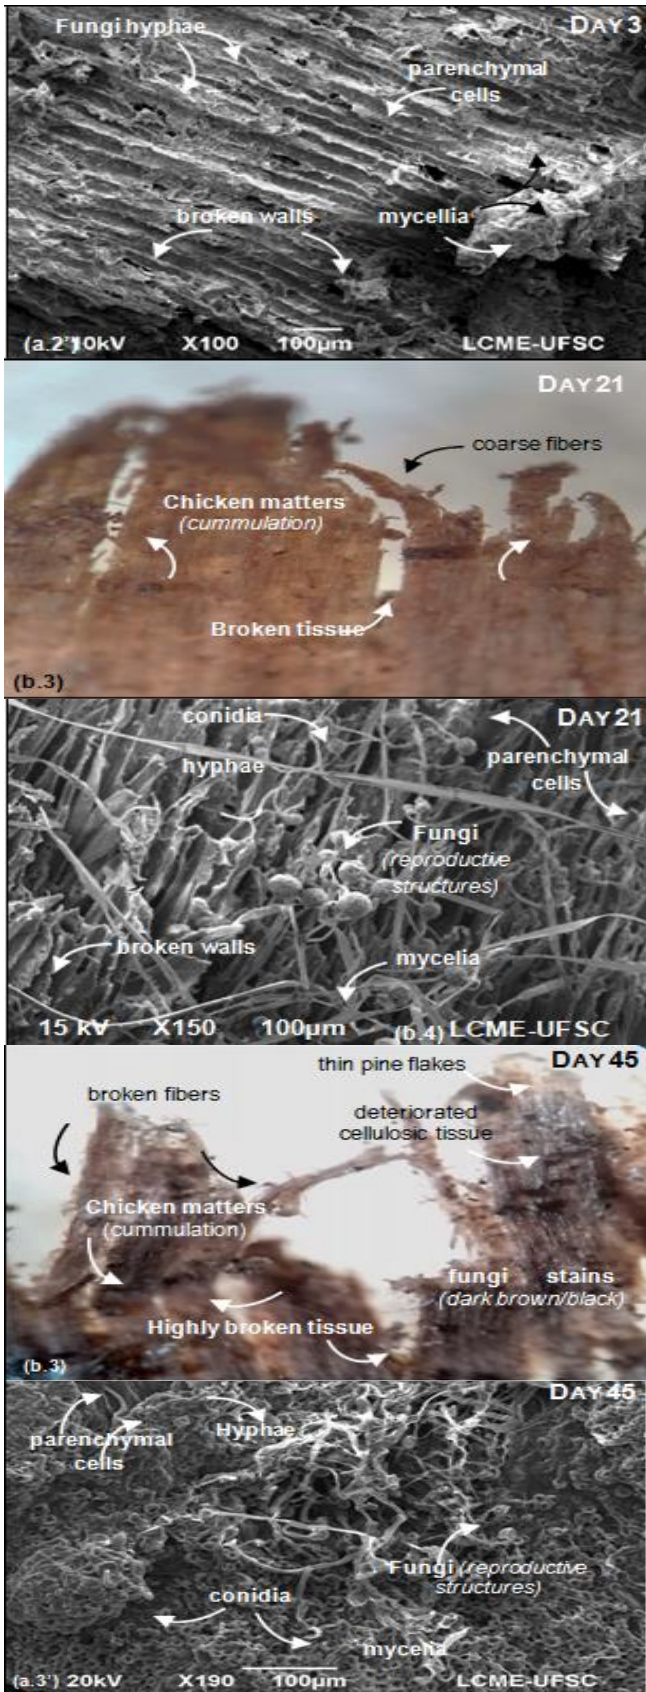 DAY 3
Fungi hyphae
parenchymal
cells
broken walls
mycellia
(a.2') 10kV X100 100µm LCME-UFSC
DAY 21
coarse fibers
Chicken matters
(cummulation)
Broken tissue
(b.3)
conidia
DAY 21
hyphae
parenchymal
cells
Fungi
(reproductive
structures)
broken walls
mycelia
15 kV X150 100µm (b.4) LCME-UFSC
DAY 45
thin pine flakes
broken fibers
deteriorated
cellulosic tissue
Chicken matters
(cummulation)
fungi stains
(dark brown/black)
Highly broken tissue
(b.3)
DAY 45
Hyphae
parenchymal
cells
Fungi (reproductive
structures)
conidia
mycelia
(a.3') 20kV X190 100µm LCME-UFSC